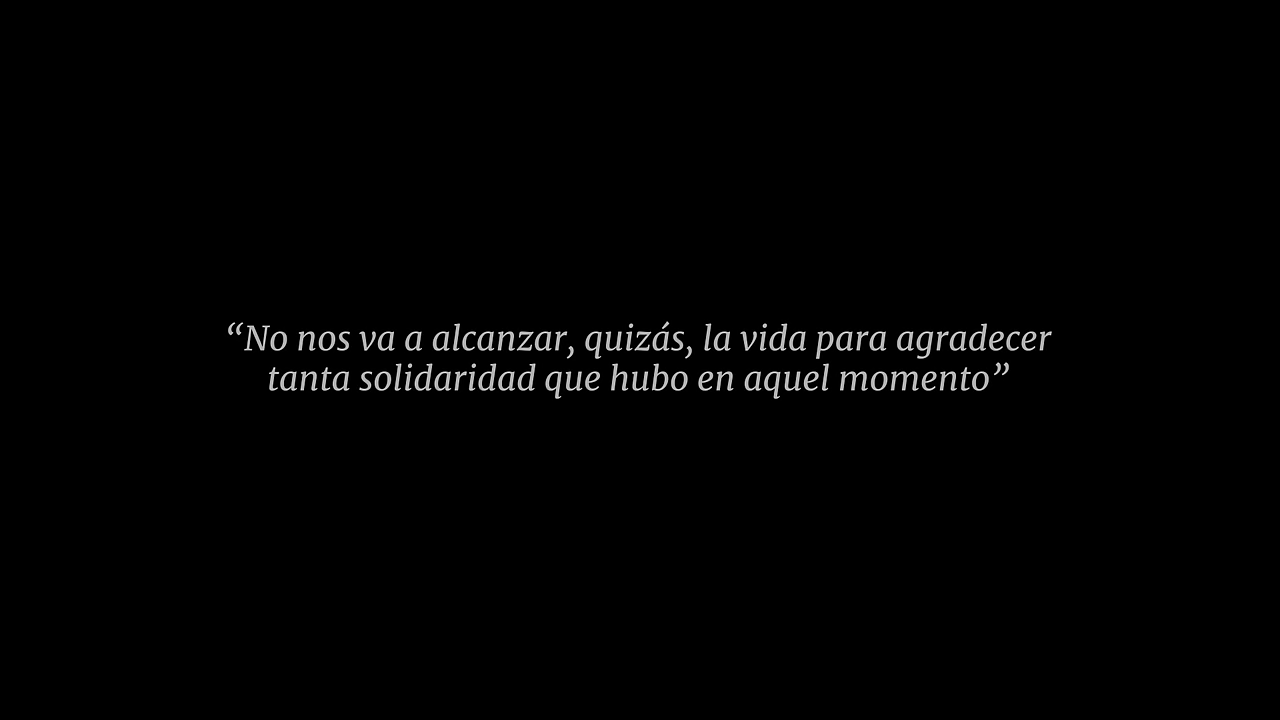 “No nos va a alcanzar, quizás, la vida para agradecer
tanta solidaridad que hubo en aquel momento”